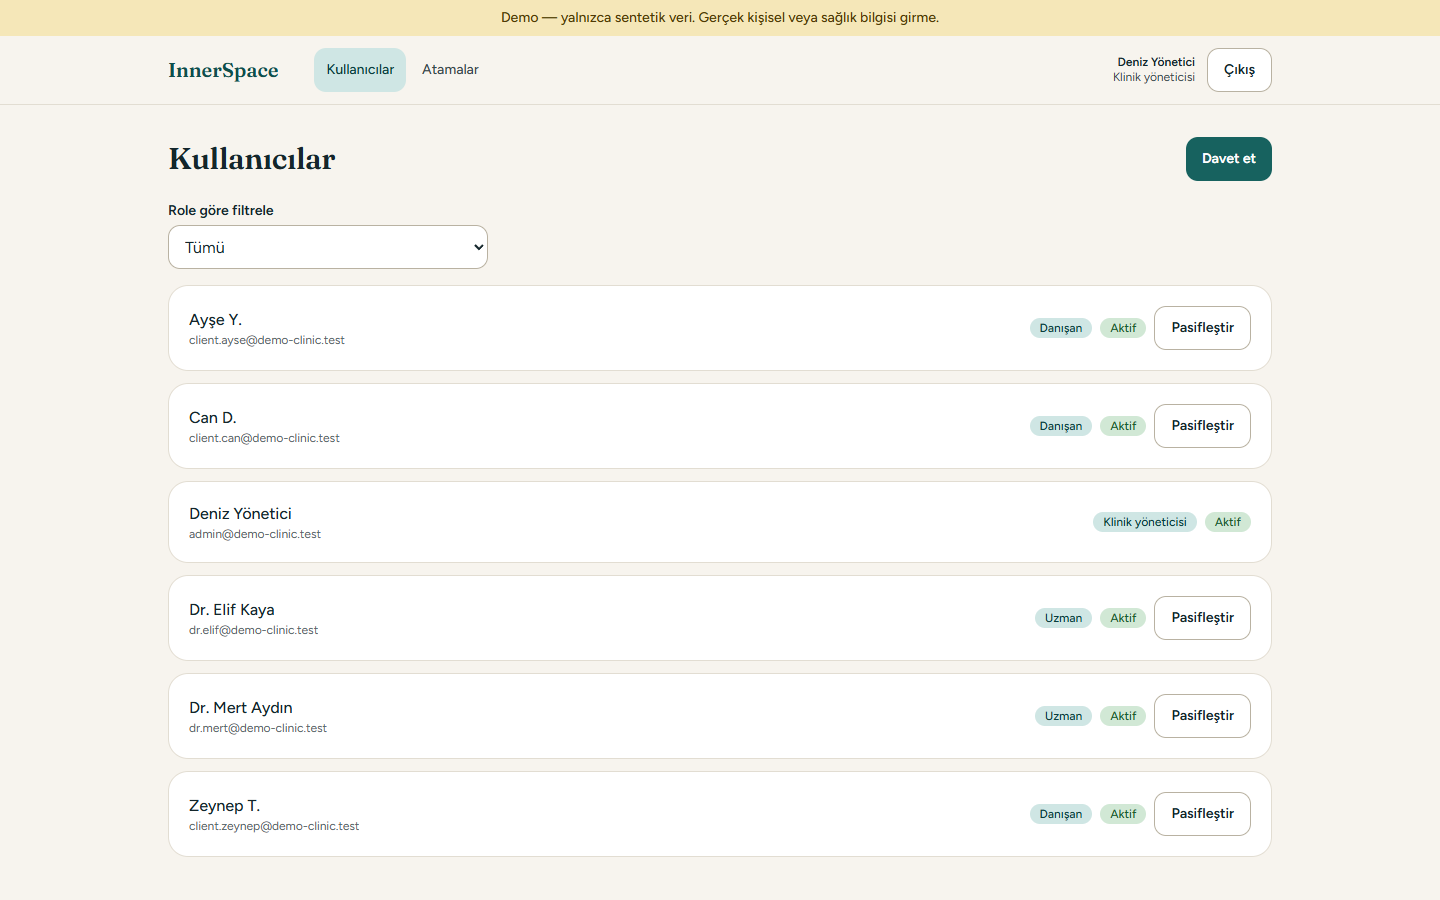 Demo — yalnızca sentetik veri. Gerçek kişisel veya sağlık bilgisi girme.
InnerSpace
Kullanıcılar
Atamalar
Deniz Yönetici
Klinik yöneticisi
Çıkış
Kullanıcılar
Davet et
Role göre filtrele
Tümü
Ayşe Y.
client.ayse@demo-clinic.test
Danışan
Aktif
Pasifleştir
Can D.
client.can@demo-clinic.test
Danışan
Aktif
Pasifleştir
Deniz Yönetici
admin@demo-clinic.test
Klinik yöneticisi
Aktif
Dr. Elif Kaya
dr.elif@demo-clinic.test
Uzman
Aktif
Pasifleştir
Dr. Mert Aydın
dr.mert@demo-clinic.test
Uzman
Aktif
Pasifleştir
Zeynep T.
client.zeynep@demo-clinic.test
Danışan
Aktif
Pasifleştir